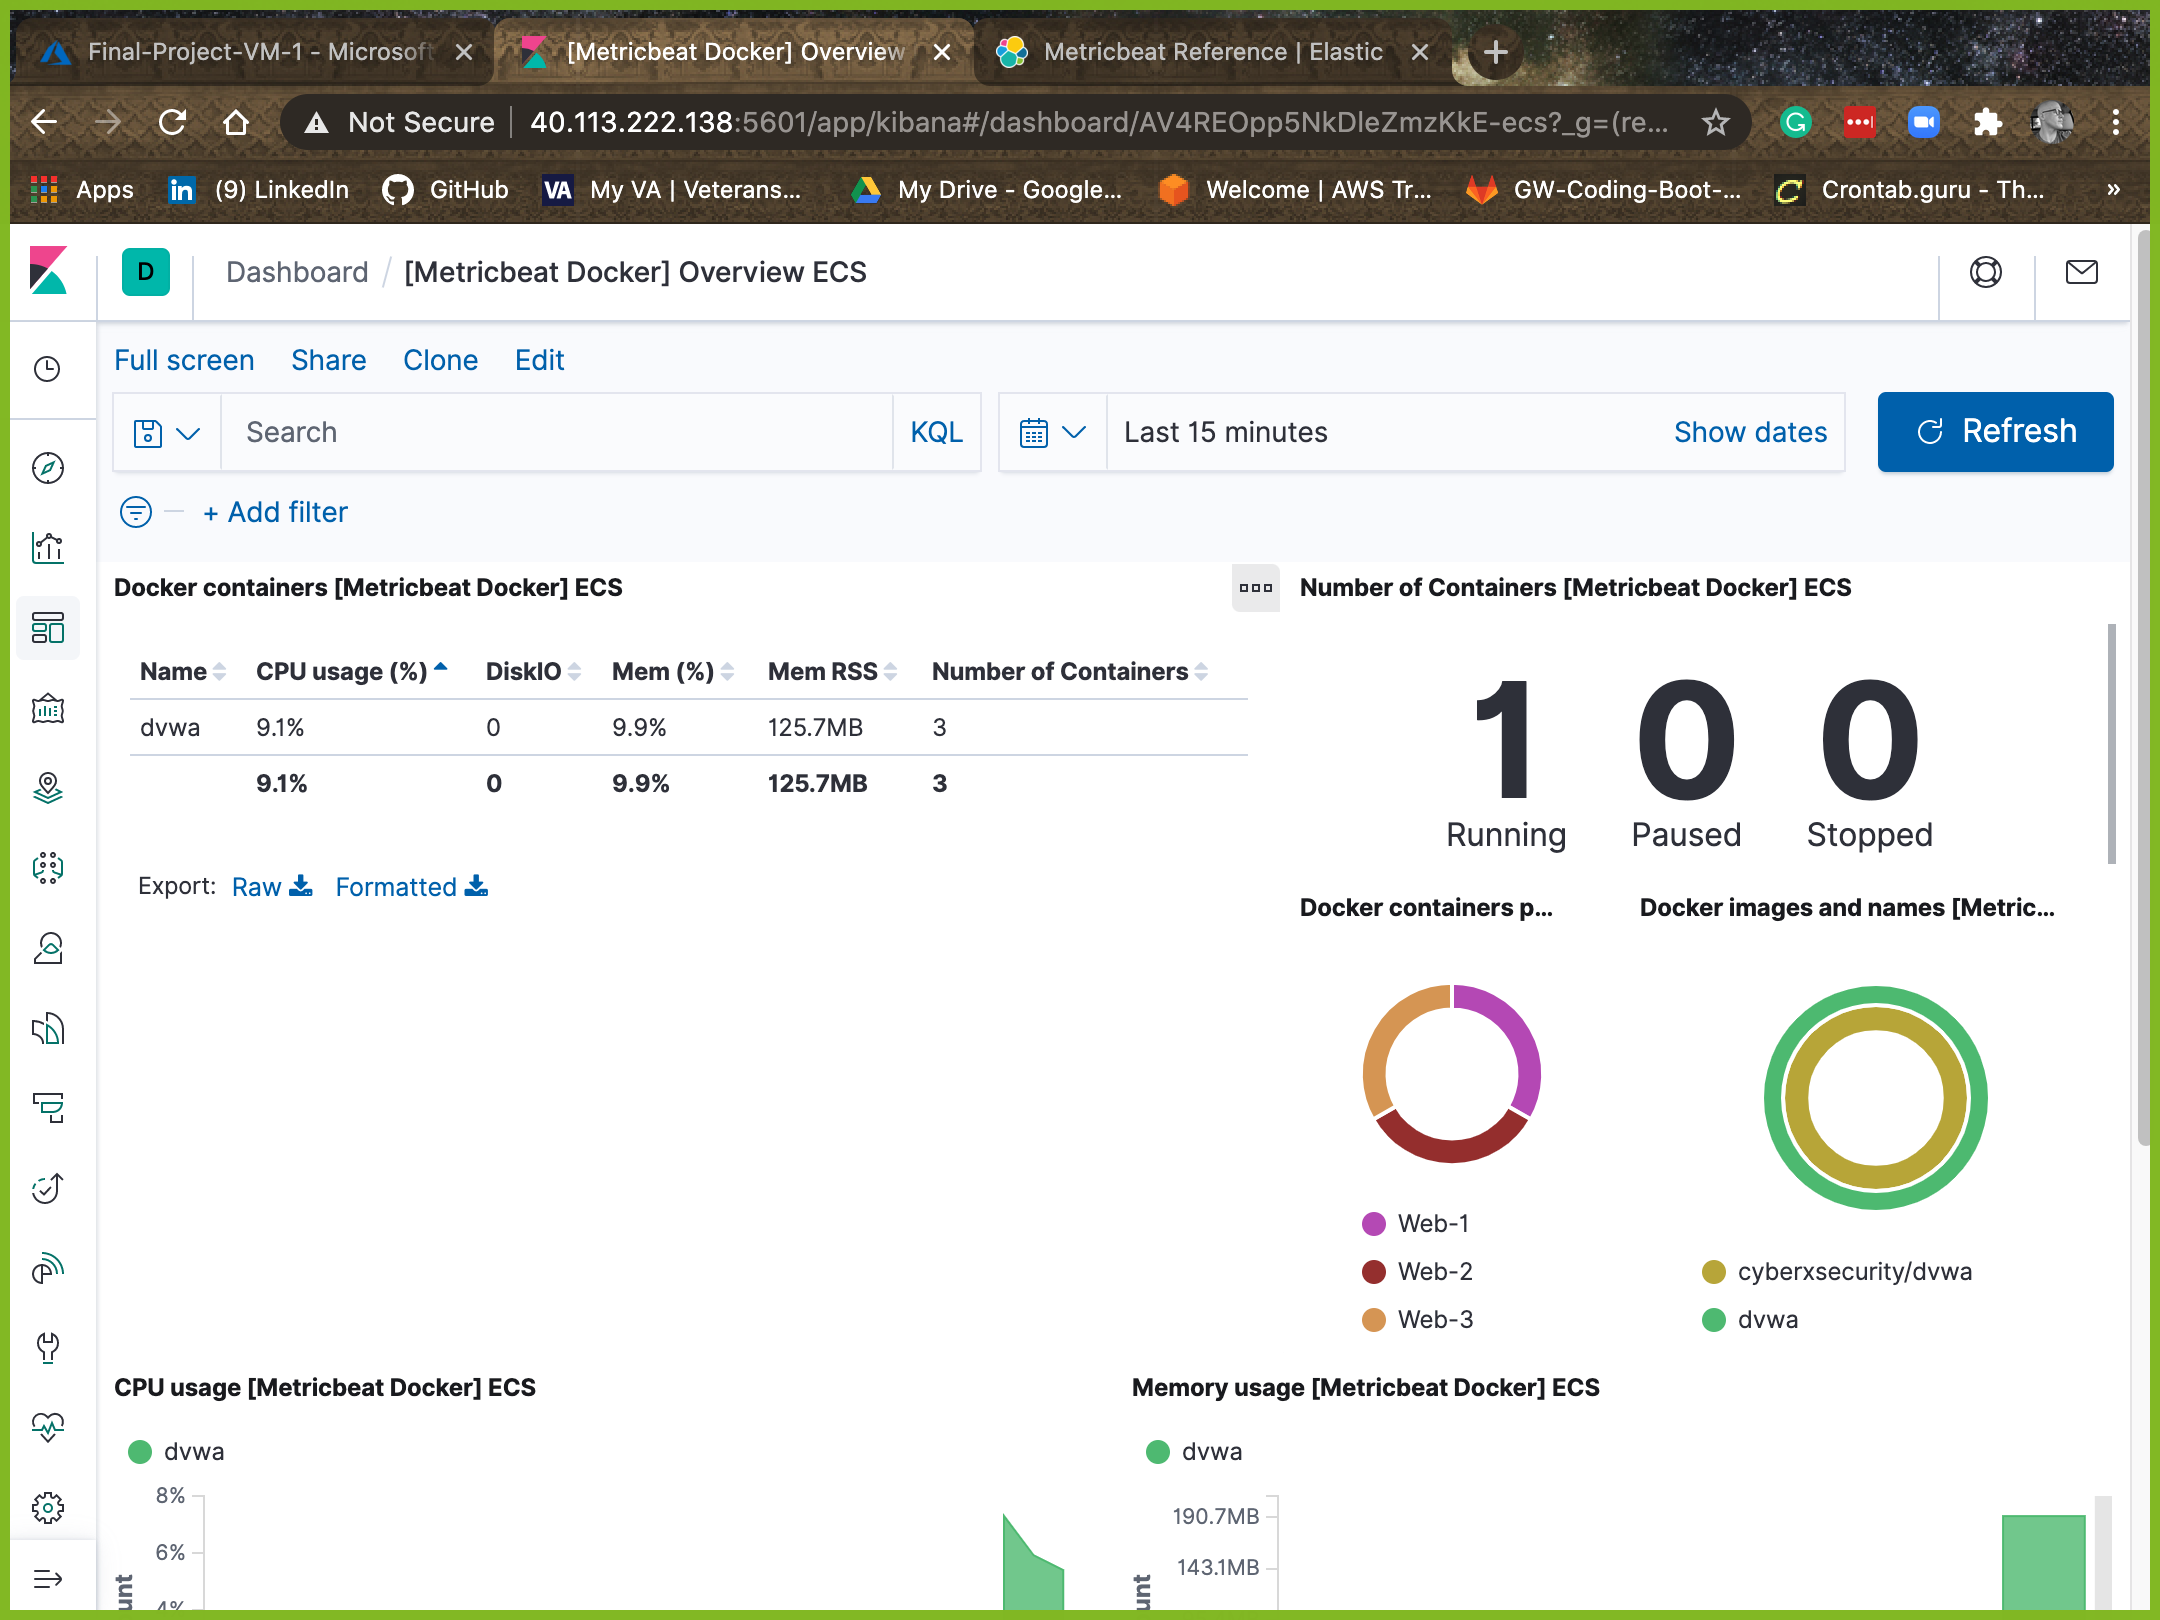 Final-Project-VM-1 - Microsoft
[Metricbeat Docker] Overview
Metricbeat Reference | Elastic
Not Secure
40.113.222.138:5601/app/kibana#/dashboard/AV4REOpp5NkDleZmzKkE-ecs?_g=(re...
Apps
in (9) LinkedIn
GitHub
VA My VA | Veterans...
My Drive - Google...
Welcome | AWS Tr...
GW-Coding-Boot-...
Crontab.guru - Th...
»
D
Dashboard / [Metricbeat Docker] Overview ECS
Full screen Share Clone Edit
Search
KQL
Last 15 minutes
Show dates
Refresh
+ Add filter
Docker containers [Metricbeat Docker] ECS
Name CPU usage (%) DiskIO Mem (%) Mem RSS Number of Containers
dvwa 9.1% 0 9.9% 125.7MB 3
9.1% 0 9.9% 125.7MB 3
Export: Raw Formatted
Number of Containers [Metricbeat Docker] ECS
1 0 0
Running Paused Stopped
Docker containers p...
Web-1
Web-2
Web-3
Docker images and names [Metric...
cyberxsecurity/dvwa
dvwa
CPU usage [Metricbeat Docker] ECS
dvwa
8%
6%
4%
Memory usage [Metricbeat Docker] ECS
dvwa
190.7MB
143.1MB